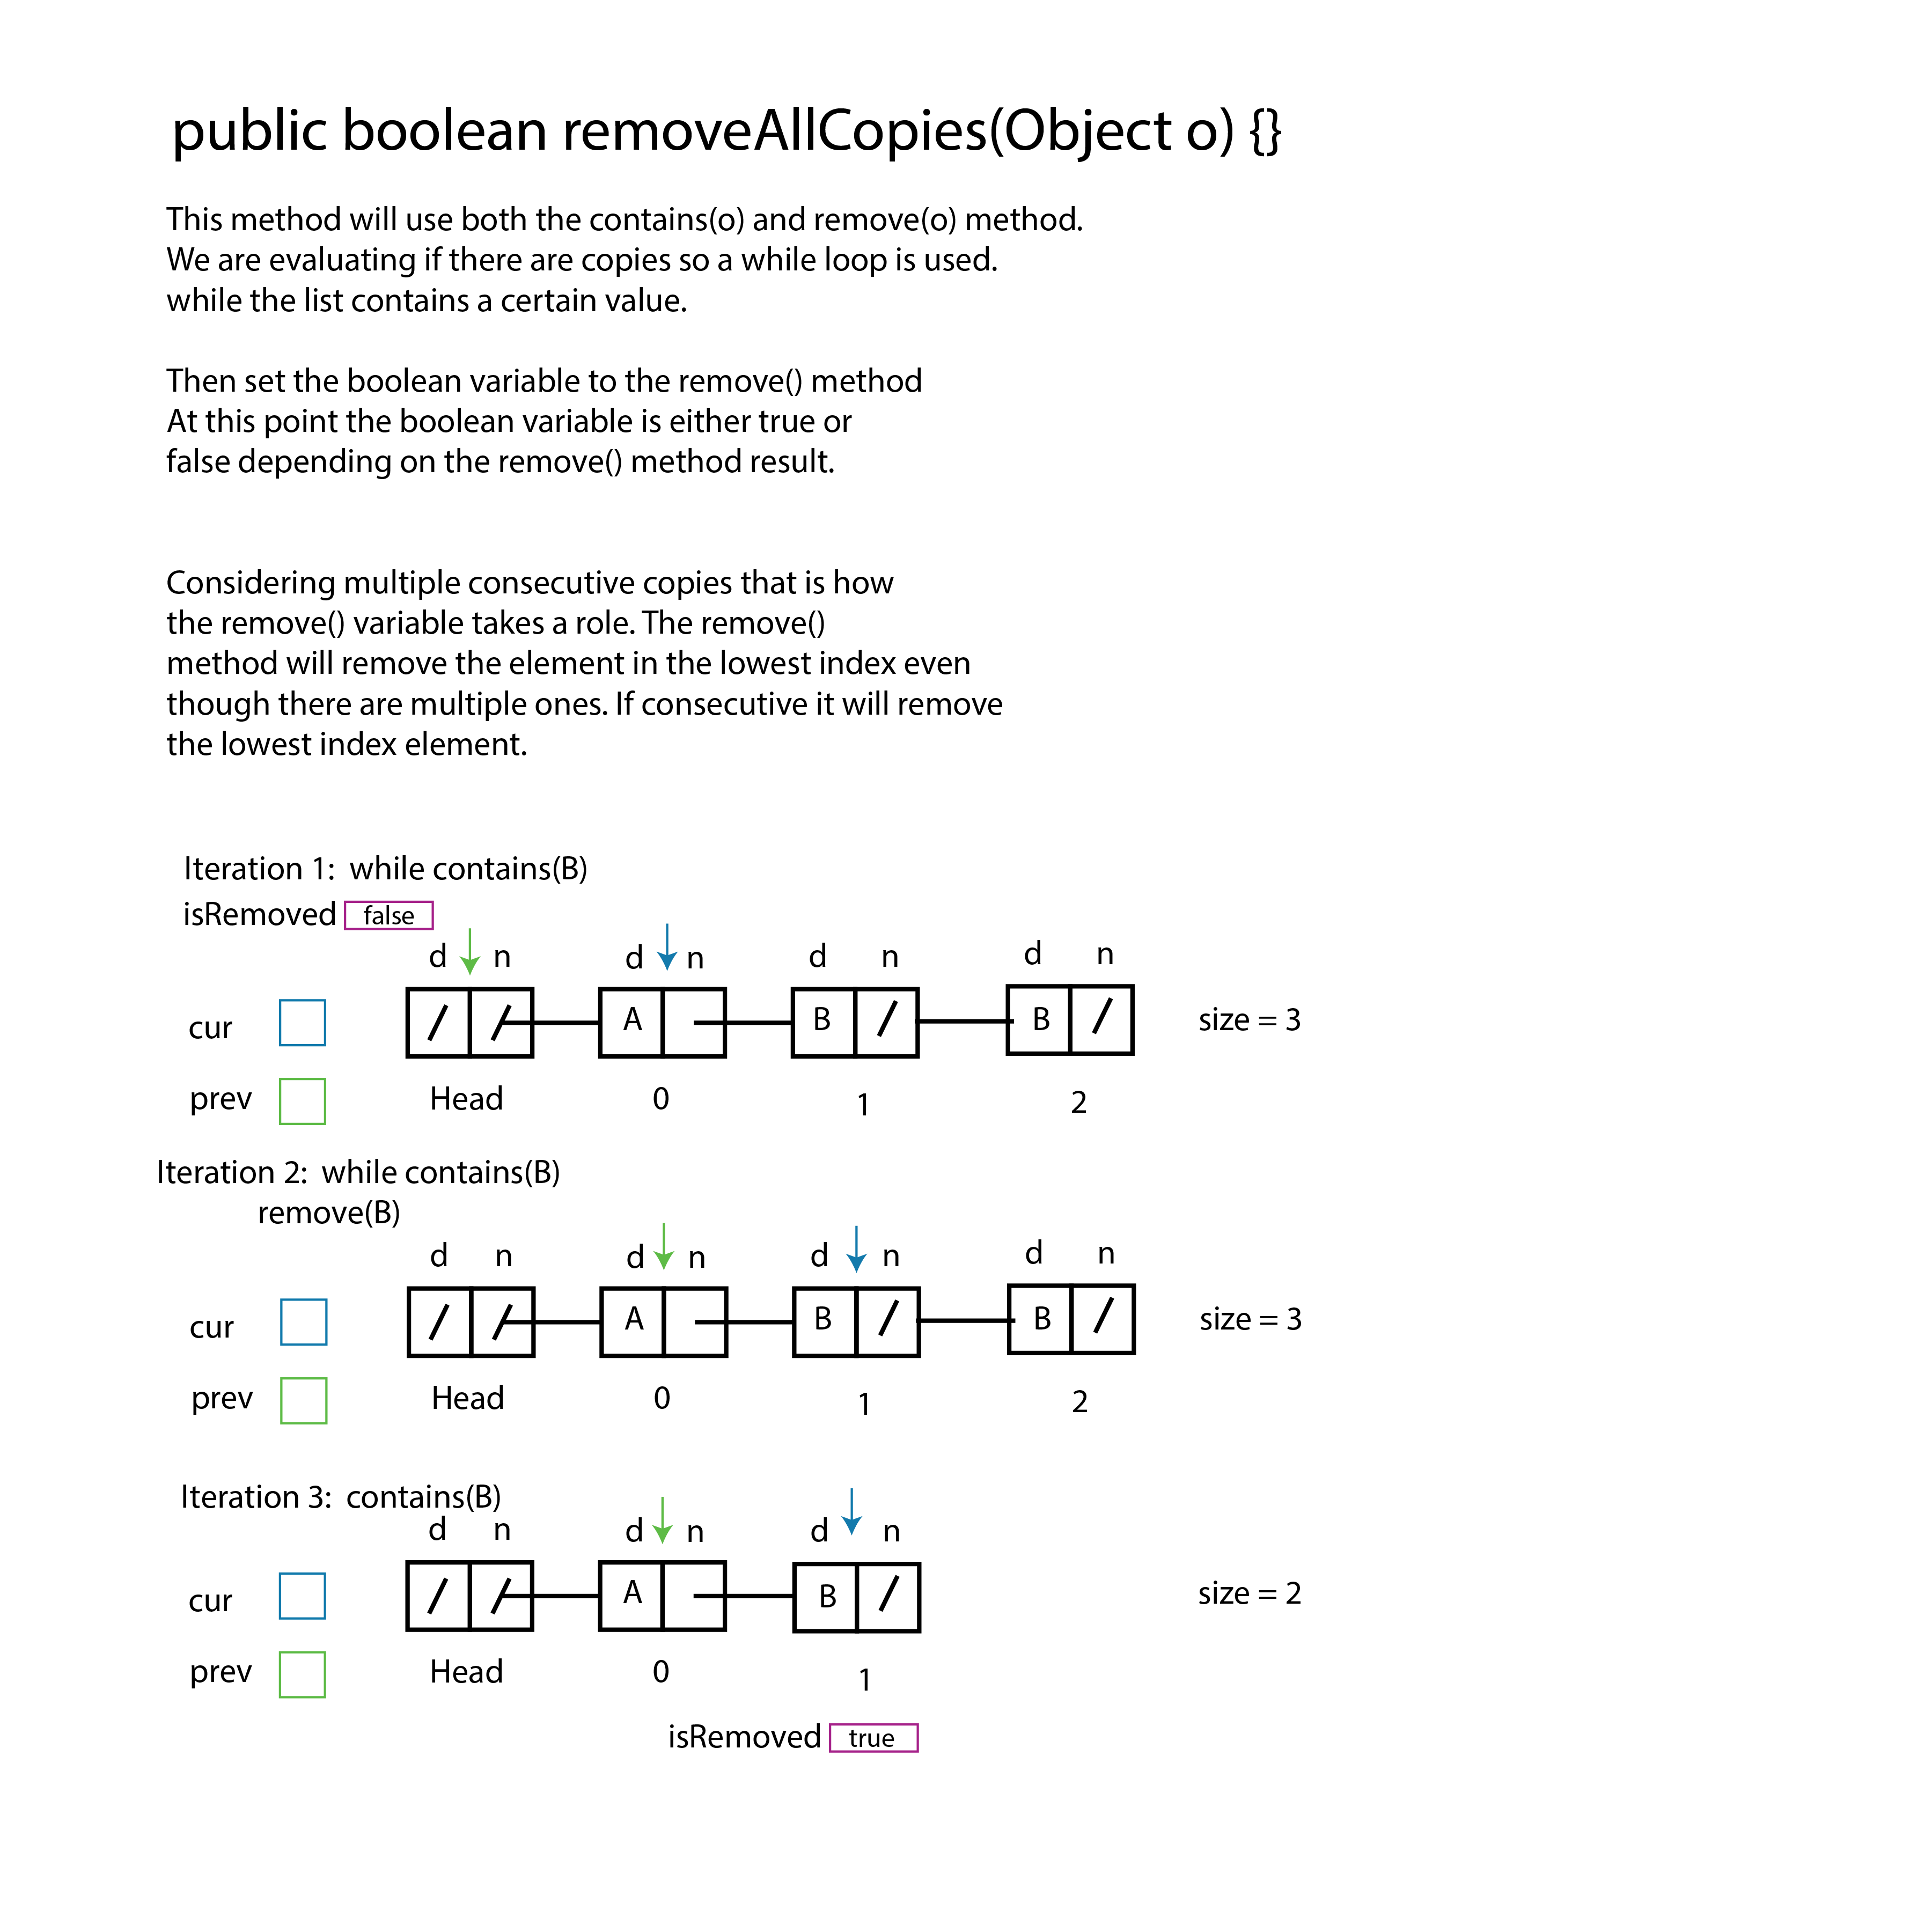 public boolean removeAllCopies(Object o) {}
This method will use both the contains(o) and remove(o) method.
We are evaluating if there are copies so a while loop is used.
while the list contains a certain value.
Then set the boolean variable to the remove() method
At this point the boolean variable is either true or
false depending on the remove() method result.
Considering multiple consecutive copies that is how
the remove() variable takes a role. The remove()
method will remove the element in the lowest index even
though there are multiple ones. If consecutive it will remove
the lowest index element.
Iteration 1: while contains(B)
isRemoved false
d n d n d n d n
cur / / A B / B / size = 3
prev Head 0 1 2
Iteration 2: while contains(B)
remove(B)
d n d n d n d n
cur / / A B / B / size = 3
prev Head 0 1 2
Iteration 3: contains(B)
d n d n d n
cur / / A B / size = 2
prev Head 0 1
isRemoved true